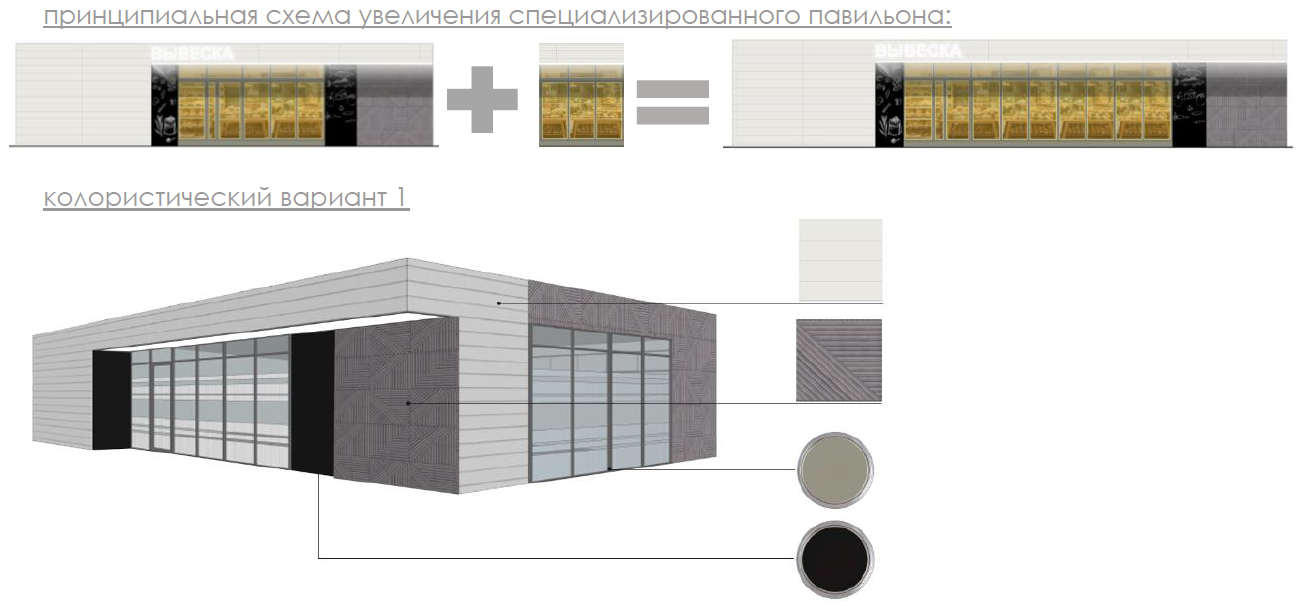 принципиальная схема увеличения специализированного павильона:
ВЫВЕСКА
ВЫВЕСКА
колористический вариант 1